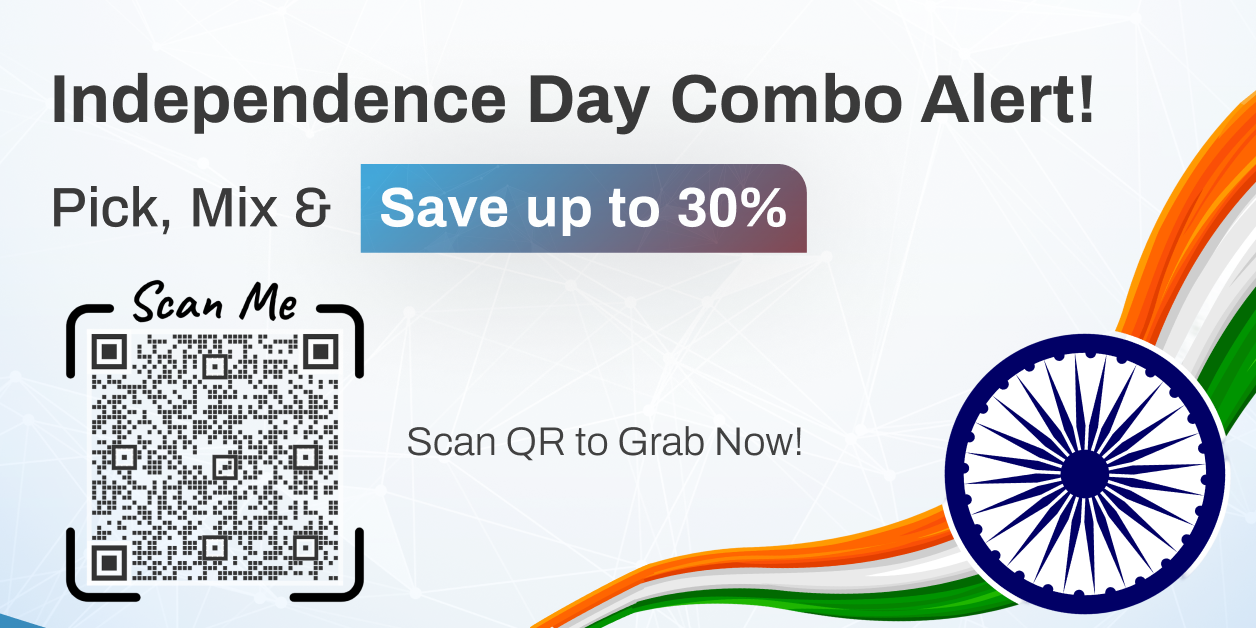 Independence Day Combo Alert!
Pick, Mix & Save up to 30%
Scan Me
Scan QR to Grab Now!